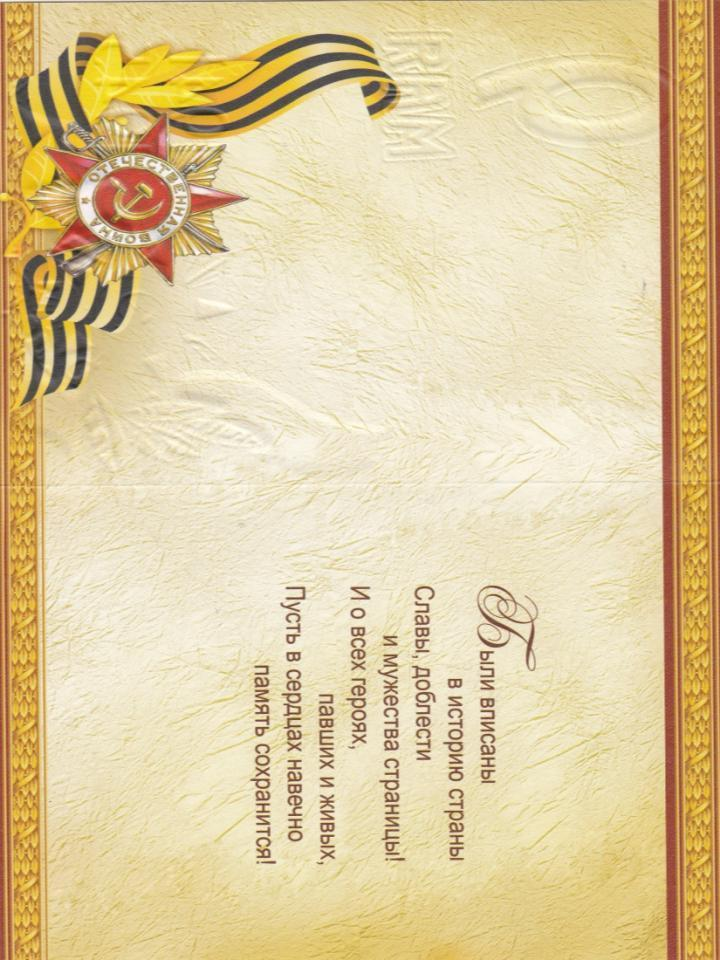 Были вписаны
в историю страны
Славы, доблести
и мужества страницы!
И о всех героях,
павших и живых,
Пусть в сердцах навечно
память сохранится!
ОТЕЧЕСТВЕННАЯ ВОЙНА